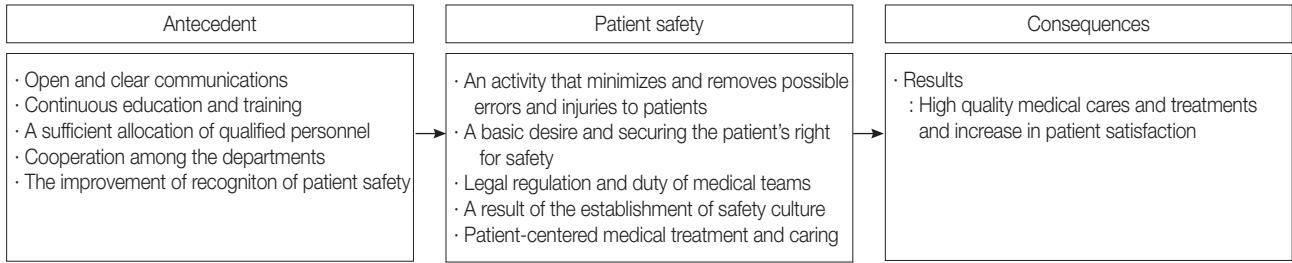 Antecedent
· Open and clear communications
· Continuous education and training
· A sufficient allocation of qualified personnel
· Cooperation among the departments
· The improvement of recogniton of patient safety
Patient safety
· An activity that minimizes and removes possible
errors and injuries to patients
· A basic desire and securing the patient’s right
for safety
· Legal regulation and duty of medical teams
· A result of the establishment of safety culture
· Patient-centered medical treatment and caring
Consequences
· Results
: High quality medical cares and treatments
and increase in patient satisfaction